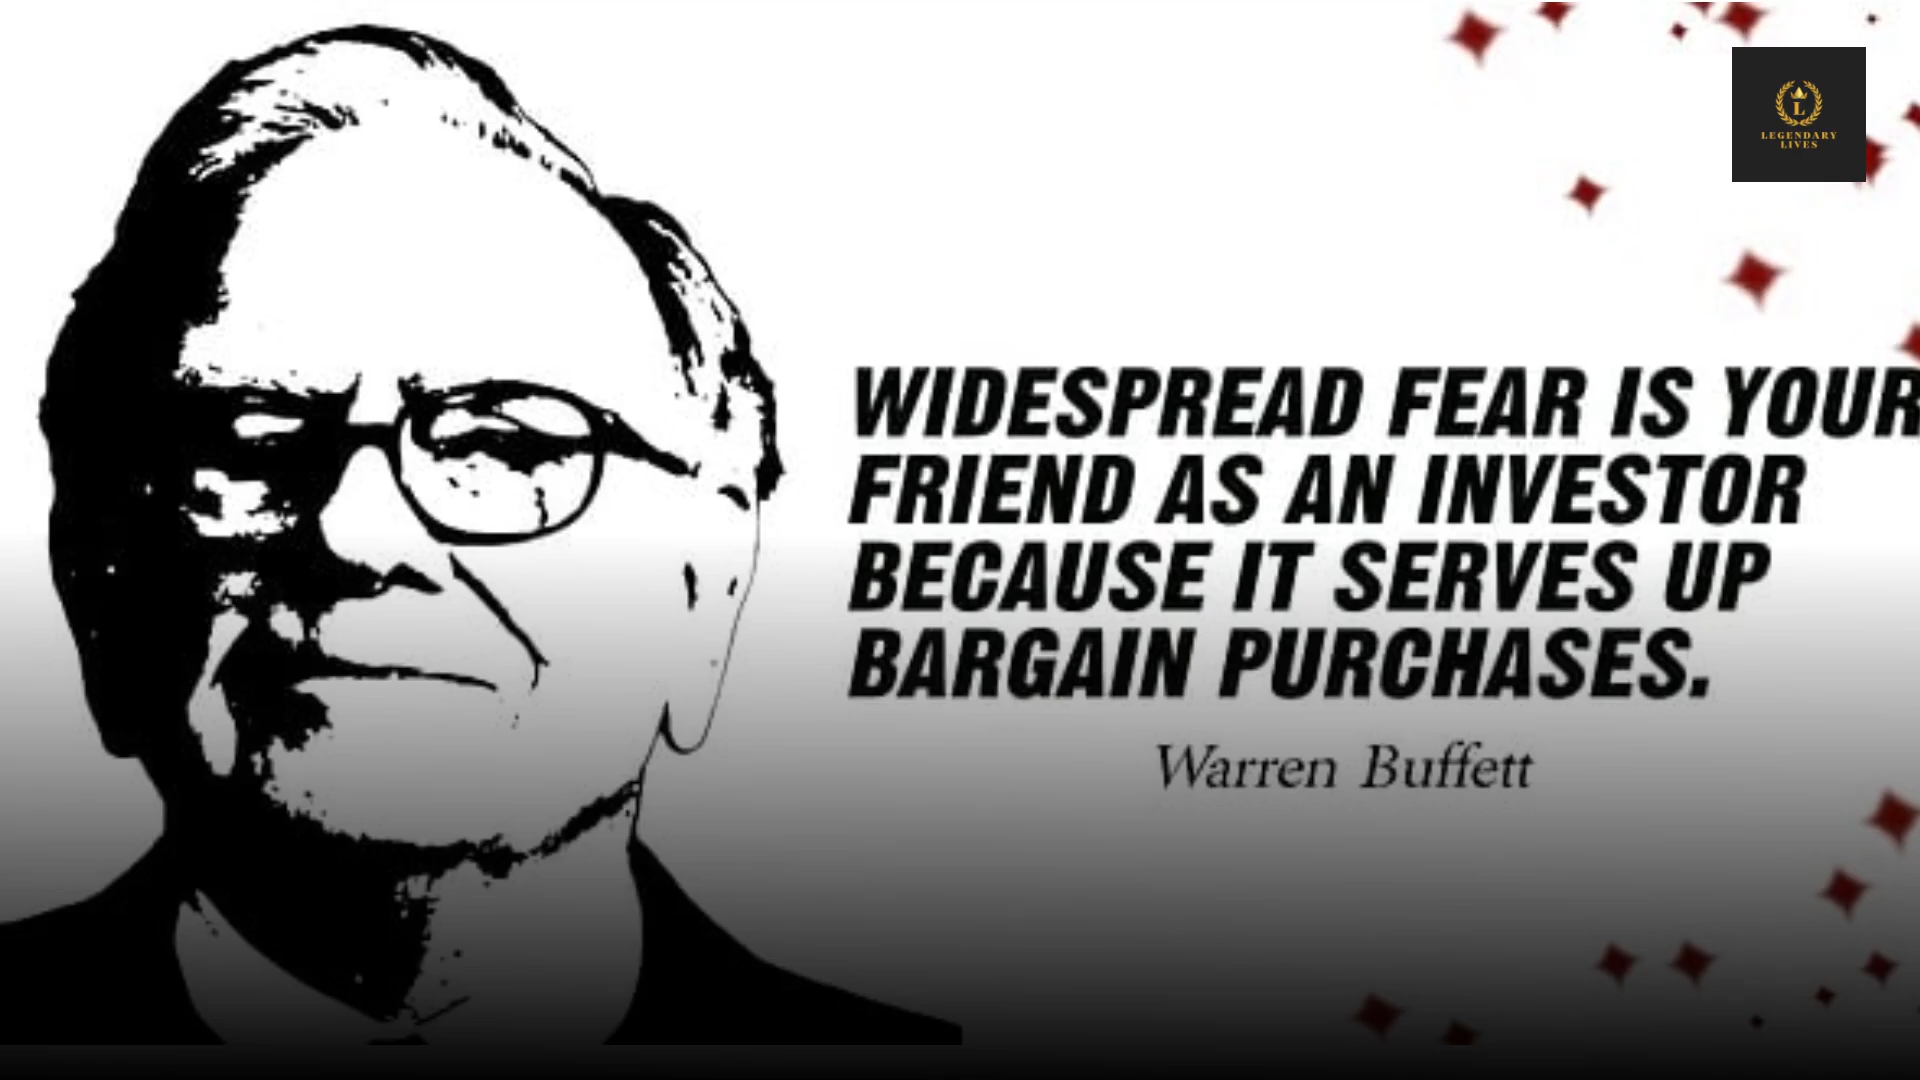 L
LEGENDARY
LIVES
WIDESPREAD FEAR IS YOUR
FRIEND AS AN INVESTOR
BECAUSE IT SERVES UP
BARGAIN PURCHASES.
Warren Buffett